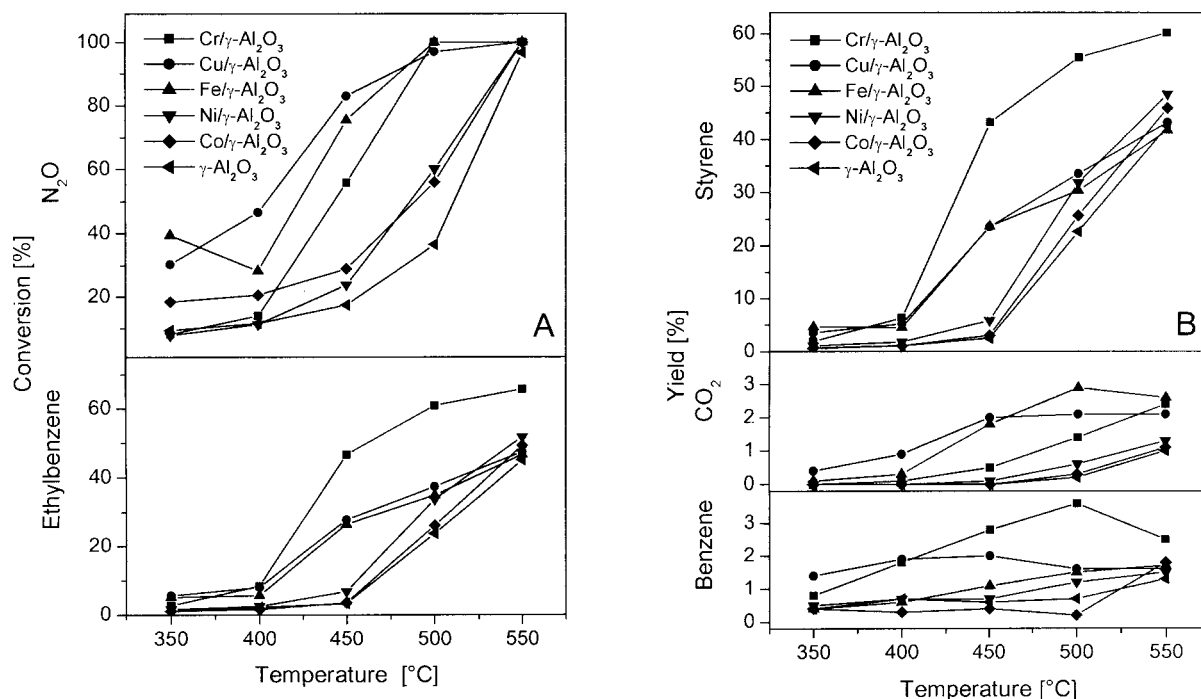 100
80
60
40
20
N₂O
Cr/γ-Al₂O₃
Cu/γ-Al₂O₃
Fe/γ-Al₂O₃
Ni/γ-Al₂O₃
Co/γ-Al₂O₃
γ-Al₂O₃
A
Conversion [%]
60
40
20
0
Ethylbenzene
350 400 450 500 550
Temperature [°C]
60
50
40
30
20
10
0
Styrene
Cr/γ-Al₂O₃
Cu/γ-Al₂O₃
Fe/γ-Al₂O₃
Ni/γ-Al₂O₃
Co/γ-Al₂O₃
γ-Al₂O₃
B
Yield [%]
3
2
1
0
CO₂
3
2
1
0
Benzene
350 400 450 500 550
Temperature [°C]